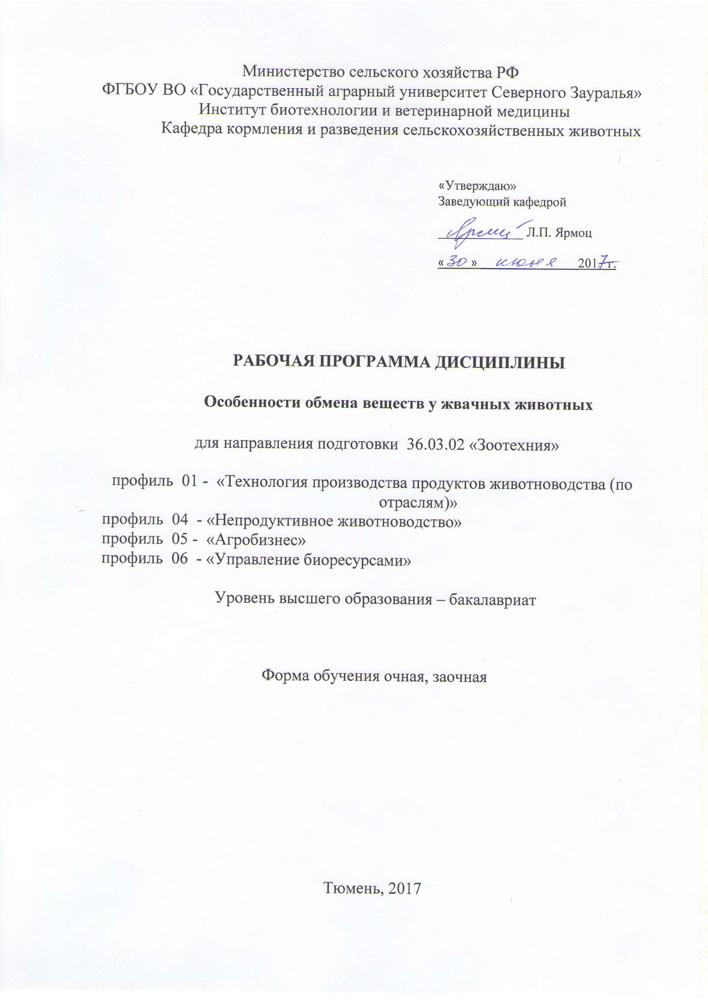 Министерство сельского хозяйства РФ
ФГБОУ ВО «Государственный аграрный университет Северного Зауралья»
Институт биотехнологии и ветеринарной медицины
Кафедра кормления и разведения сельскохозяйственных животных
«Утверждаю»
Заведующий кафедрой
Л.П. Ярмоц
«30» июня 2017 г.
РАБОЧАЯ ПРОГРАММА ДИСЦИПЛИНЫ
Особенности обмена веществ у жвачных животных
для направления подготовки 36.03.02 «Зоотехния»
профиль 01 - «Технология производства продуктов животноводства (по
отраслям)»
профиль 04 - «Непродуктивное животноводство»
профиль 05 - «Агробизнес»
профиль 06 - «Управление биоресурсами»
Уровень высшего образования – бакалавриат
Форма обучения очная, заочная
Тюмень, 2017